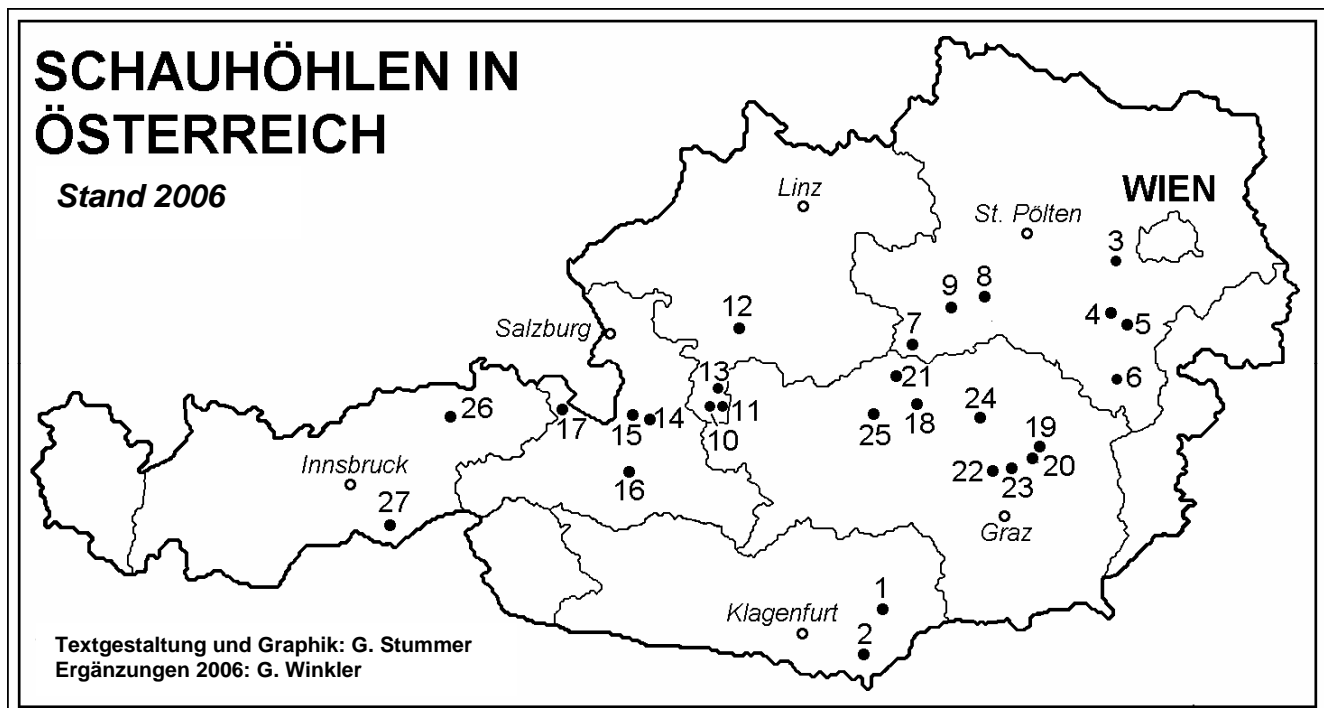 SCHAUHÖHLEN IN
ÖSTERREICH
Stand 2006
Linz
St. Pölten
WIEN
3
8
9
4
5
12
Salzburg
7
6
13
21
26
17
15
14
10
11
25
18
24
19
20
22
23
Innsbruck
16
27
Graz
1
Klagenfurt
2
Textgestaltung und Graphik: G. Stummer
Ergänzungen 2006: G. Winkler